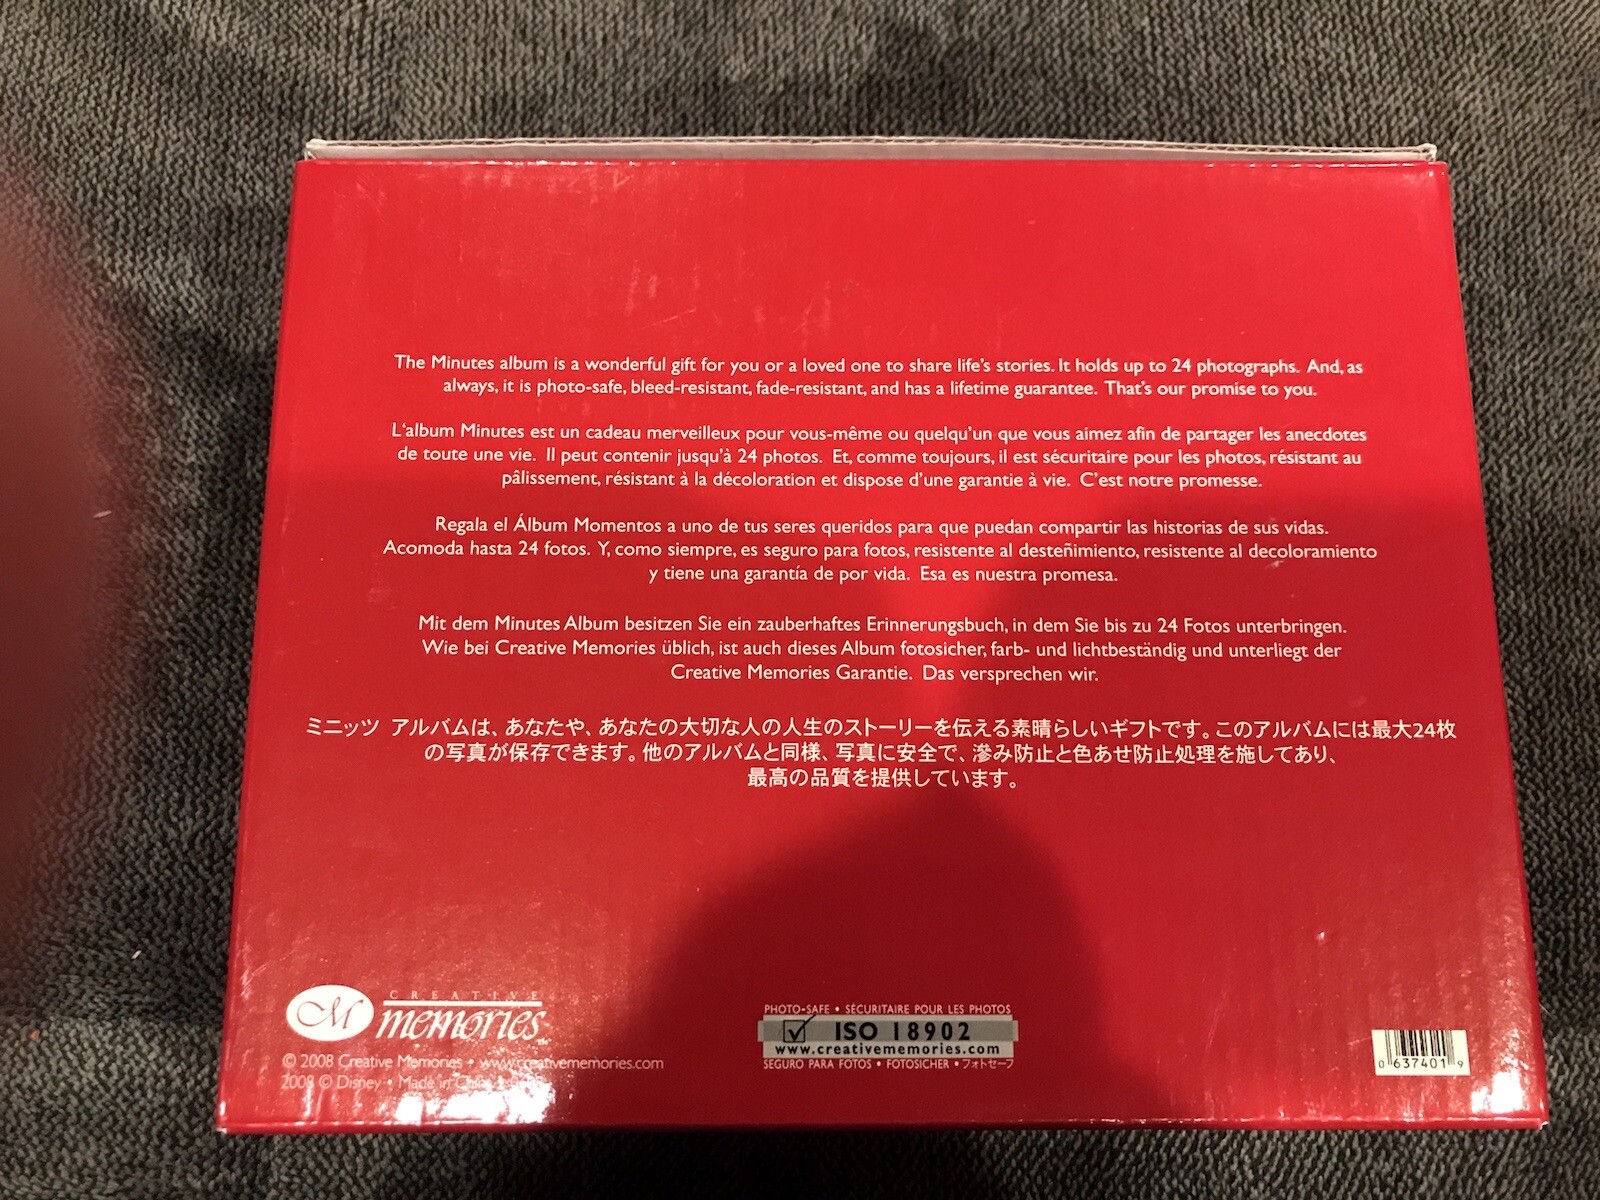 The Minutes album is a wonderful gift for you or a loved one to share life's stories. It holds up to 24 photographs. And, as
always, it is photo-safe, bleed-resistant, fade-resistant, and has a lifetime guarantee. That's our promise to you.
L'album Minutes est un cadeau merveilleux pour vous-même ou quelqu'un que vous aimez afin de partager les anecdotes
de toute une vie. Il peut contenir jusqu'à 24 photos. Et, comme toujours, il est sécuritaire pour les photos, résistant au
pâlissement, résistant à la décoloration et dispose d'une garantie à vie. C'est notre promesse.
Regala el Álbum Momentos a uno de tus seres queridos para que puedan compartir las historias de sus vidas.
Acomoda hasta 24 fotos. Y, como siempre, es seguro para fotos, resistente al desteñimiento, resistente al decoloramiento
y tiene una garantía de por vida. Esa es nuestra promesa.
Mit dem Minutes Album besitzen Sie ein zauberhaftes Erinnerungsbuch, in dem Sie bis zu 24 Fotos unterbringen.
Wie bei Creative Memories üblich, ist auch dieses Album fotosicher, farb- und lichtbeständig und unterliegt der
Creative Memories Garantie. Das versprechen wir.
ミニッツ アルバムは、あなたや、あなたの大切な人の人生のストーリーを伝える素晴らしいギフトです。このアルバムには最大24枚
の写真が保存できます。他のアルバムと同様、写真に安全で、滲み防止と色あせ防止処理を施してあり、
最高の品質を提供しています。
M CREATIVE
memories
© 2008 Creative Memories • www.creativememories.com
2008 © Disney • Made in China
PHOTO-SAFE • SÉCURITAIRE POUR LES PHOTOS
ISO 18902
www.creativememories.com
SEGURO PARA FOTOS • FOTOSICHER • フォトセーフ
0 637401 9